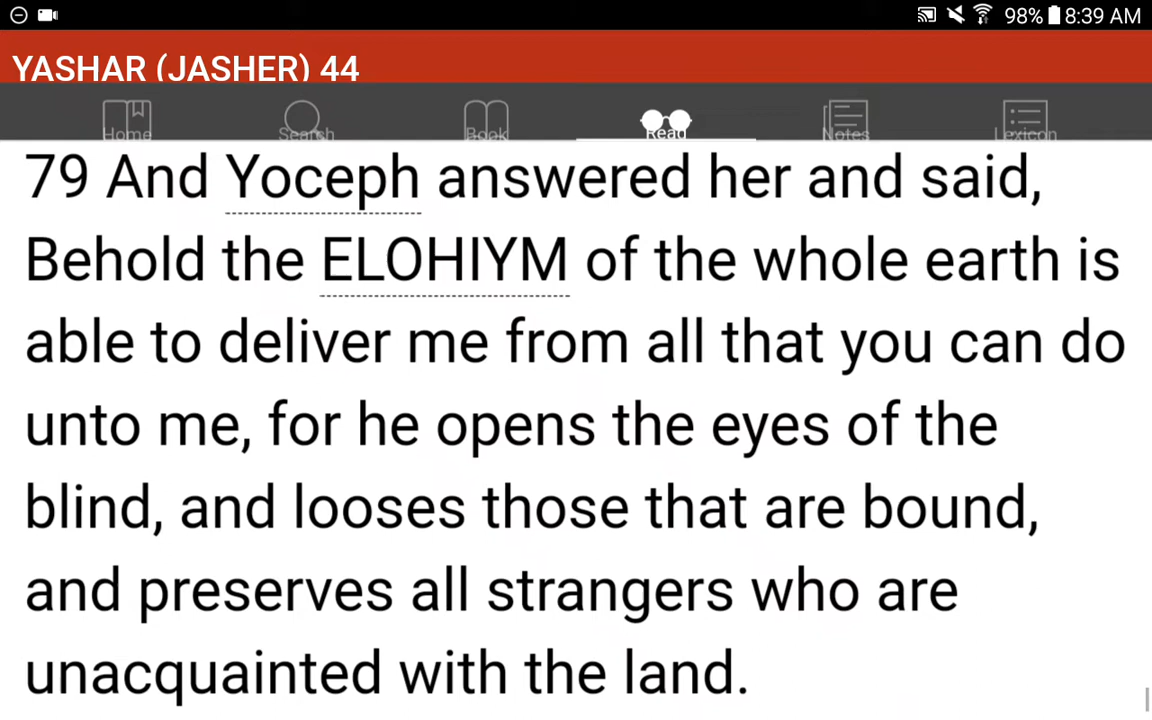 98% 8:39 AM
YASHAR (JASHER) 44
Home Search Book Read Notes Lexicon
79 And Yoceph answered her and said,
Behold the ELOHIYM of the whole earth is
able to deliver me from all that you can do
unto me, for he opens the eyes of the
blind, and looses those that are bound,
and preserves all strangers who are
unacquainted with the land.